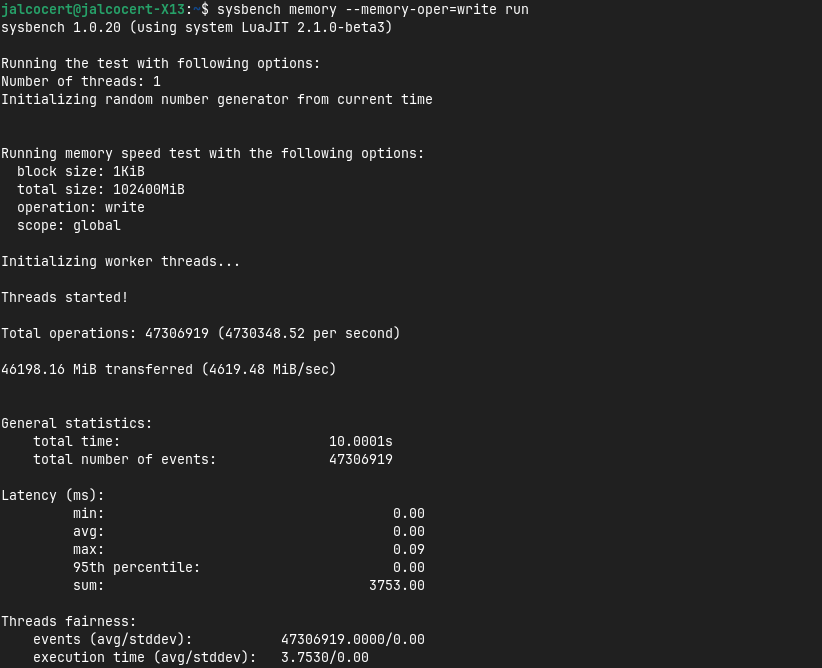 jalcocert@jalcocert-X13:~$ sysbench memory --memory-oper=write run
sysbench 1.0.20 (using system LuaJIT 2.1.0-beta3)
Running the test with following options:
Number of threads: 1
Initializing random number generator from current time
Running memory speed test with the following options:
  block size: 1KiB
  total size: 102400MiB
  operation: write
  scope: global
Initializing worker threads...
Threads started!
Total operations: 47306919 (4730348.52 per second)
46198.16 MiB transferred (4619.48 MiB/sec)
General statistics:
    total time:                          10.0001s
    total number of events:              47306919
Latency (ms):
         min:                                    0.00
         avg:                                    0.00
         max:                                    0.09
         95th percentile:                        0.00
         sum:                                 3753.00
Threads fairness:
    events (avg/stddev):           47306919.0000/0.00
    execution time (avg/stddev):   3.7530/0.00